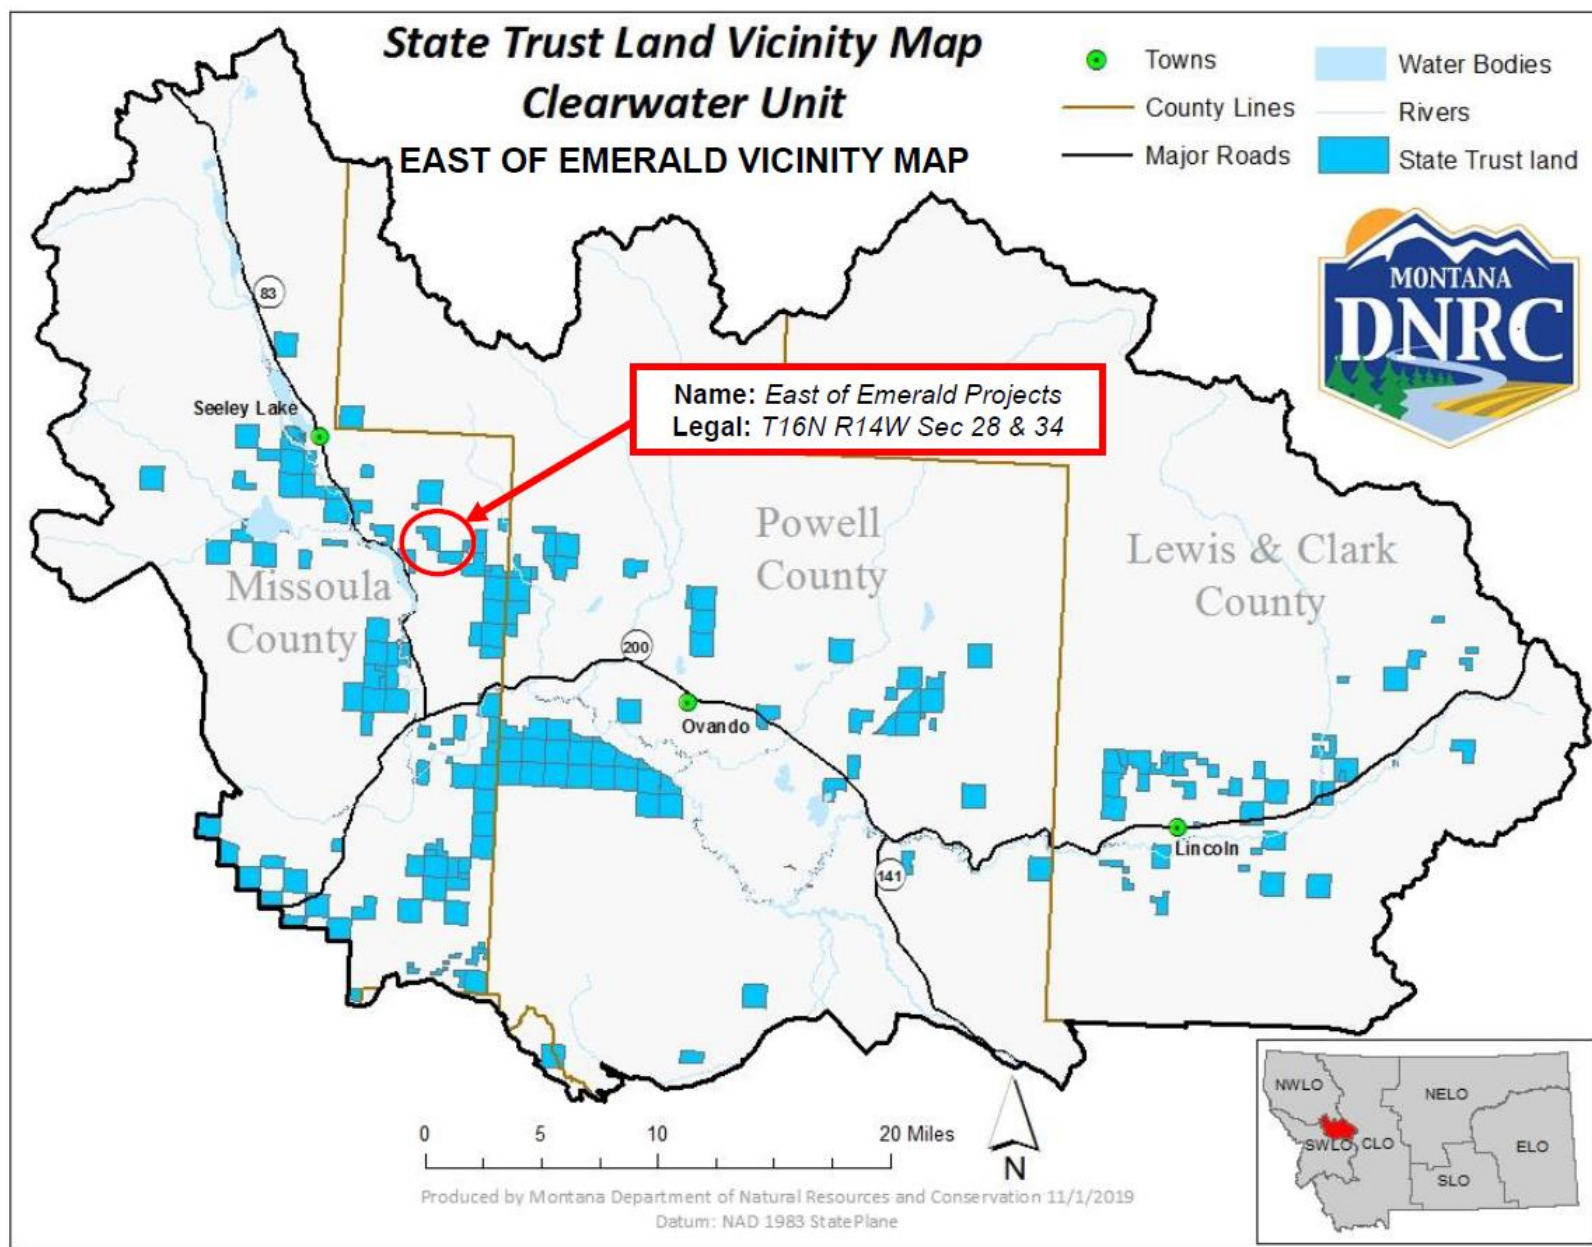 State Trust Land Vicinity Map
Clearwater Unit
EAST OF EMERALD VICINITY MAP
Towns
County Lines
Major Roads
Water Bodies
Rivers
State Trust land
MONTANA
DNRC
83
Seeley Lake
Name: East of Emerald Projects
Legal: T16N R14W Sec 28 & 34
Missoula
County
Powell
County
Lewis & Clark
County
200
Ovando
Lincoln
141
0 5 10 20 Miles
N
Produced by Montana Department of Natural Resources and Conservation 11/1/2019
Datum: NAD 1983 StatePlane
NWLO
NELO
SWLO
CLO
ELO
SLO